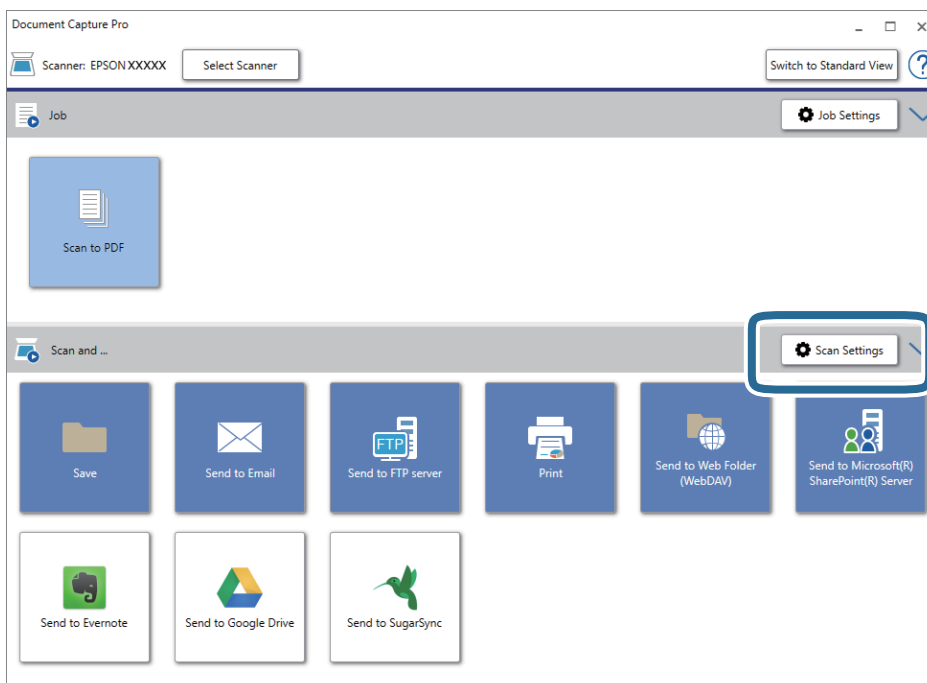 Document Capture Pro
Scanner: EPSON XXXXX
Select Scanner
Switch to Standard View
?
Job
Job Settings
Scan to PDF
Scan and ...
Scan Settings
Save
Send to Email
FTP
Send to FTP server
Print
Send to Web Folder
(WebDAV)
Send to Microsoft(R)
SharePoint(R) Server
Send to Evernote
Send to Google Drive
Send to SugarSync